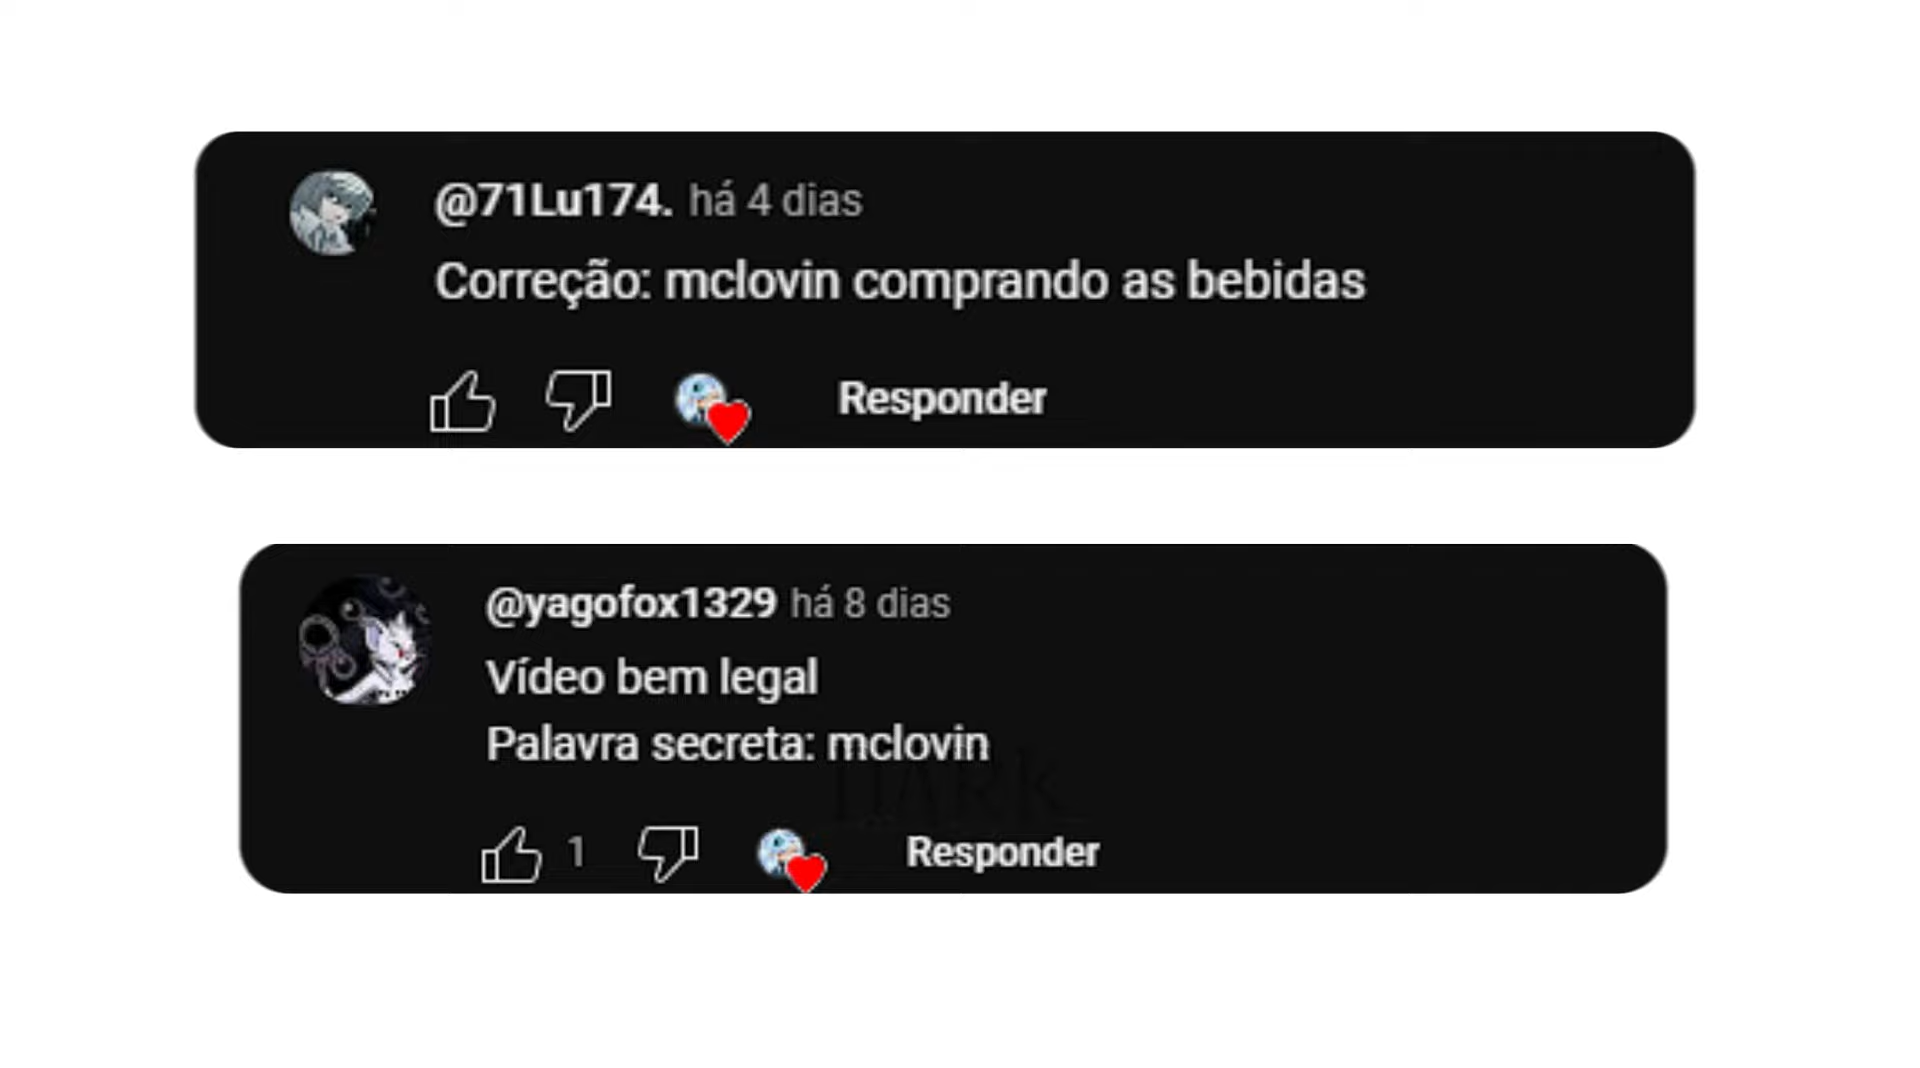 @71Lu174. há 4 dias
Correção: mclovin comprando as bebidas
Responder
@yagofox1329 há 8 dias
Vídeo bem legal
Palavra secreta: mclovin
DARK
1 Responder